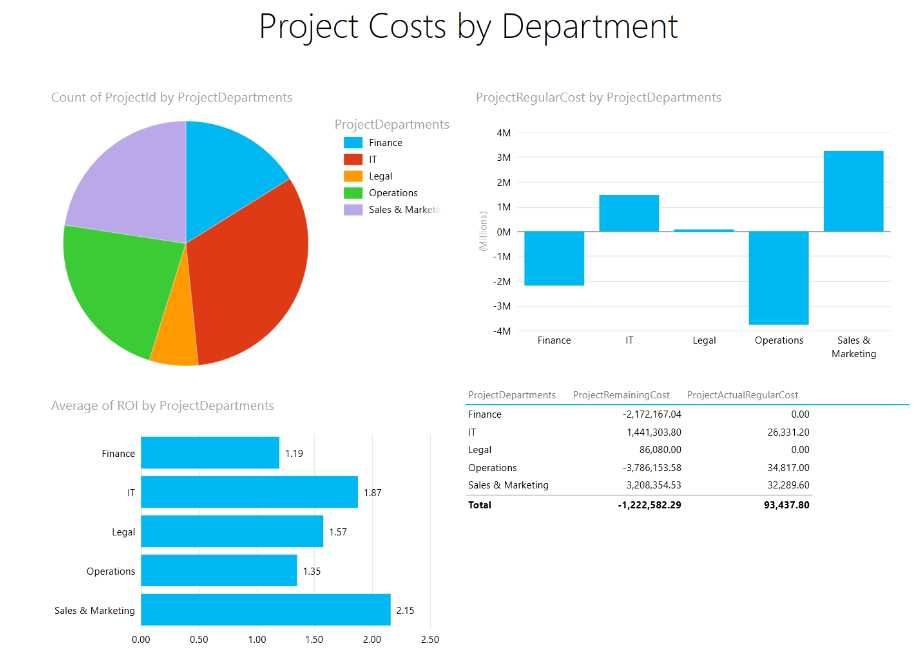 Project Costs by Department
Count of ProjectId by ProjectDepartments
ProjectDepartments
Finance
IT
Legal
Operations
Sales & Marketi
ProjectRegularCost by ProjectDepartments
(Millions)
4M
3M
2M
1M
0M
-1M
-2M
-3M
-4M
Finance
IT
Legal
Operations
Sales &
Marketing
Average of ROI by ProjectDepartments
Finance 1.19
IT 1.87
Legal 1.57
Operations 1.35
Sales & Marketing 2.15
0.00 0.50 1.00 1.50 2.00 2.50
ProjectDepartments ProjectRemainingCost ProjectActualRegularCost
Finance -2,172,167.04 0.00
IT 1,441,303.80 26,331.20
Legal 86,080.00 0.00
Operations -3,786,153.58 34,817.00
Sales & Marketing 3,208,354.53 32,289.60
Total -1,222,582.29 93,437.80